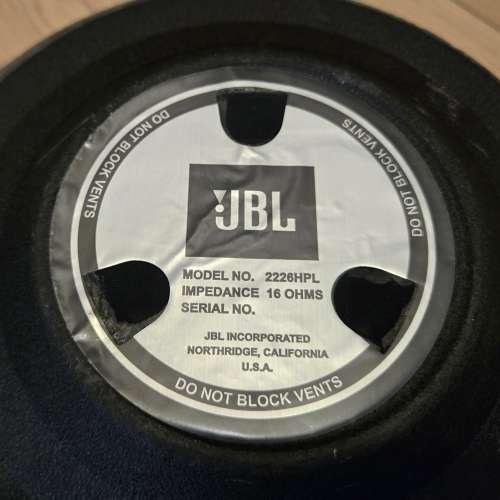 DO NOT BLOCK VENTS
DO NOT BLOCK VENTS
JBL
MODEL NO. 2226HPL
IMPEDANCE 16 OHMS
SERIAL NO.
JBL INCORPORATED
NORTHRIDGE, CALIFORNIA
U.S.A.
DO NOT BLOCK VENTS